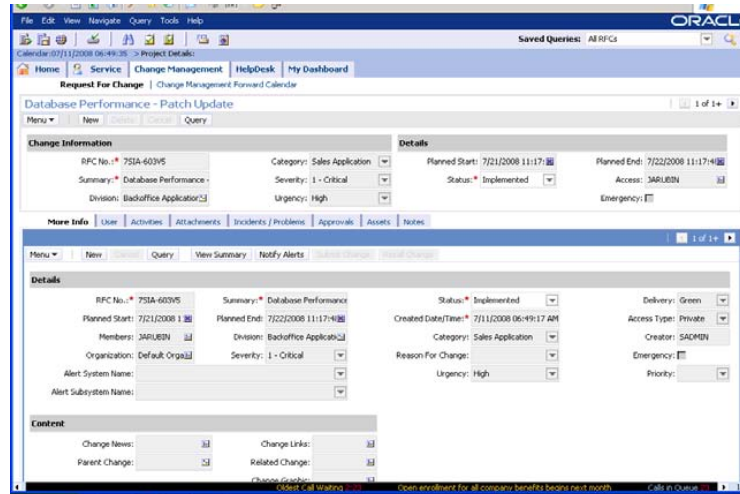 File Edit View Navigate Query Tools Help
ORACL
Saved Queries: All RFCs
Calendar:07/11/2008 06:49:35 > Project Details:
Home Service Change Management HelpDesk My Dashboard
Request For Change | Change Management Forward Calendar
Database Performance - Patch Update
1 of 1+
Menu New Delete Cancel Query
Change Information Details
RFC No.:* 7SIA-603V5 Category: Sales Application Planned Start: 7/21/2008 11:17: Planned End: 7/22/2008 11:17:4
Summary:* Database Performance - Severity: 1 - Critical Status:* Implemented Access: JARUBIN
Division: Backoffice Application Urgency: High Emergency:
More Info User Activities Attachments Incidents / Problems Approvals Assets Notes
1 of 1+
Menu New Cancel Query View Summary Notify Alerts Submit Change Reset Change
Details
RFC No.:* 7SIA-603V5 Summary:* Database Performance Status:* Implemented Delivery: Green
Planned Start: 7/21/2008 1 Planned End: 7/22/2008 11:17:4 Created Date/Time:* 7/11/2008 06:49:17 AM Access Type: Private
Members: JARUBIN Division: Backoffice Applicati Category: Sales Application Creator: SADMIN
Organization: Default Orga Severity: 1 - Critical Reason For Change: Emergency:
Alert System Name: Urgency: High Priority:
Alert Subsystem Name:
Content
Change News: Change Links:
Parent Change: Related Change:
Change Graphic:
Oldest Call Waiting 2:20 Open enrollment for all company benefits begins next month Calls in Queue